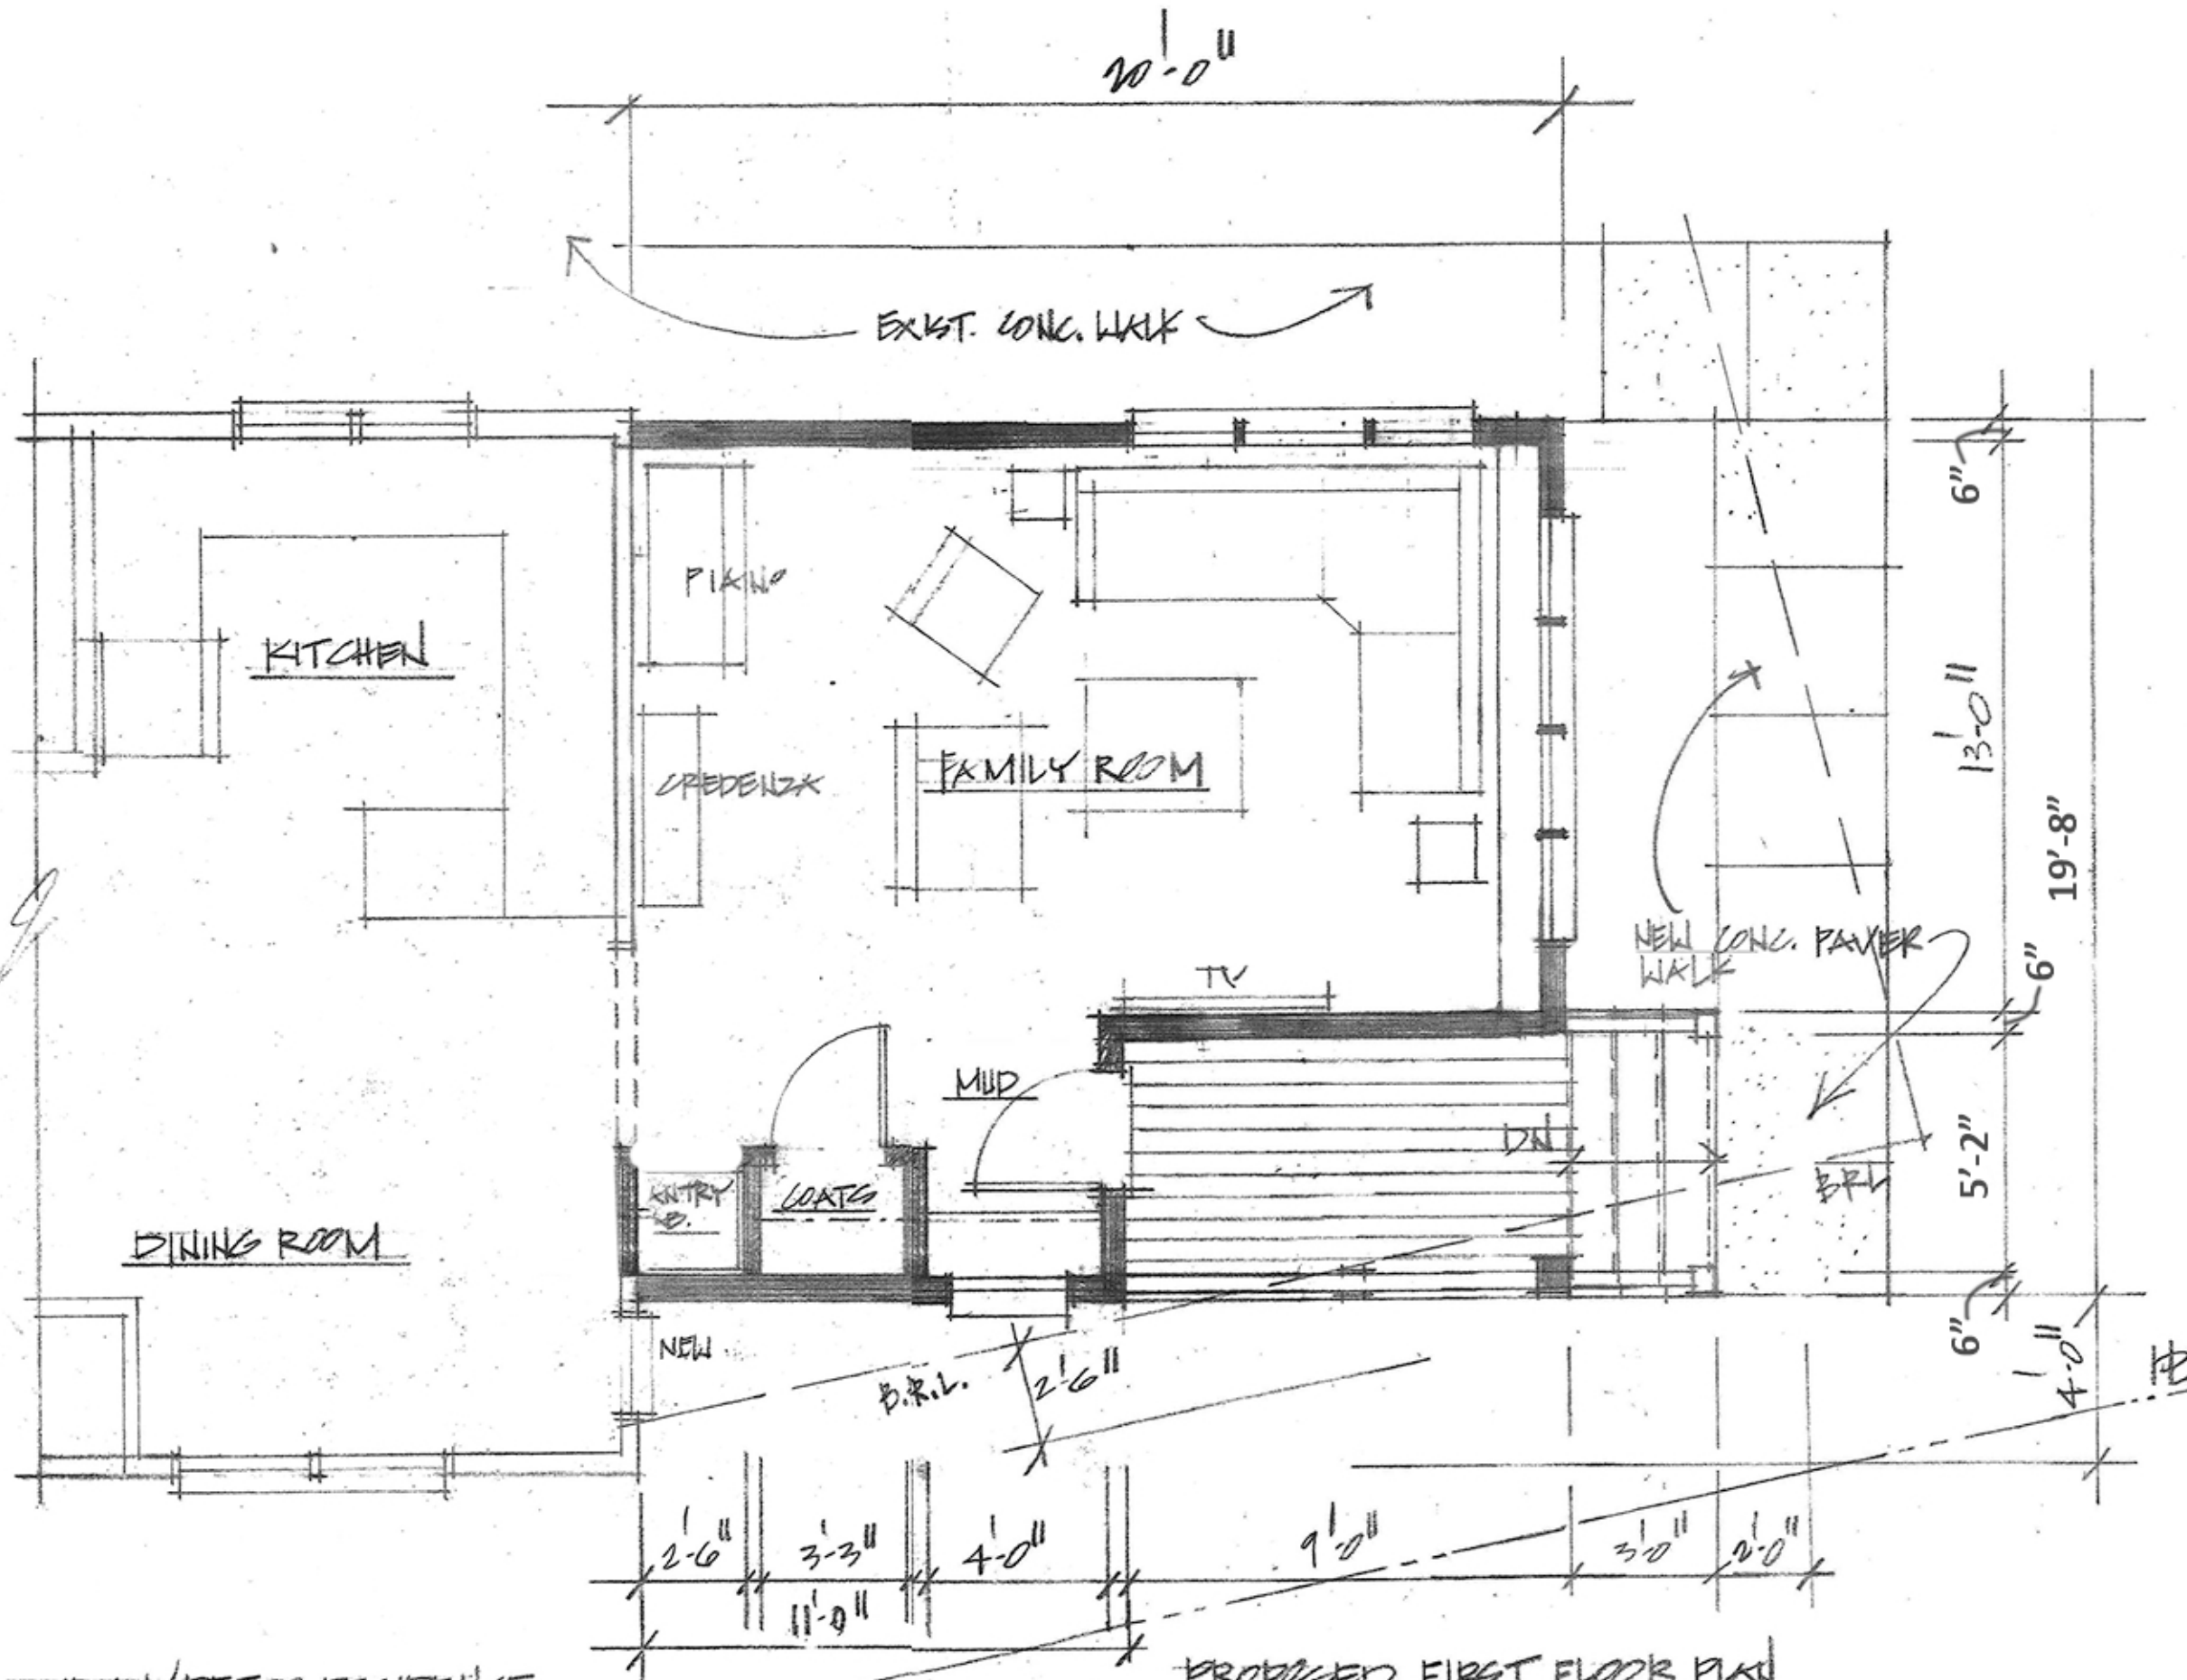 20'-0"
EXIST. CONC. WALK
6"
PIANO
KITCHEN
13'-0"
FAMILY ROOM
CREDENZA
19'-8"
NEW CONC. PAVER
WALK
6"
TV
MUD
DN
5'-2"
BRL
COATS
DINING ROOM
NEW
6"
B.R.L.
2'-6"
4'-0"
2'-6"
3'-3"
4'-0"
9'-0"
3'-0"
2'-0"
11'-0"
PROPOSED FIRST FLOOR PLAN